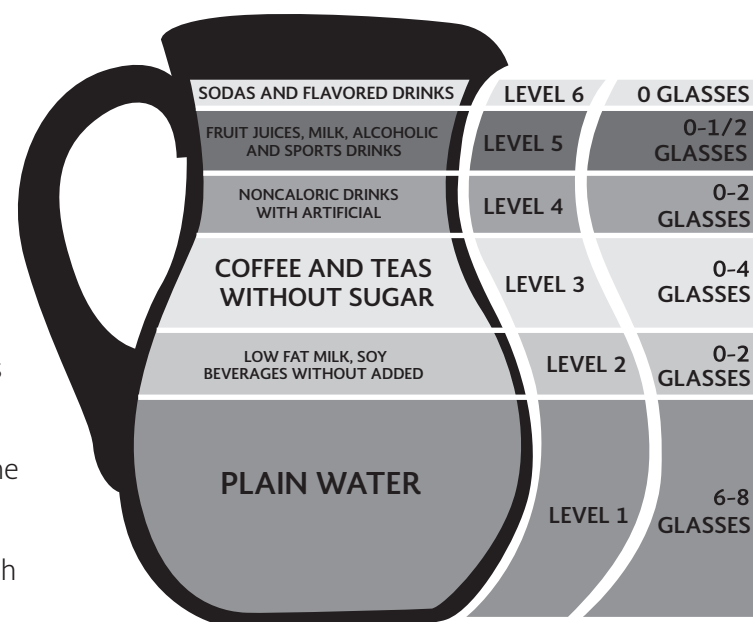 SODAS AND FLAVORED DRINKS LEVEL 6 0 GLASSES
FRUIT JUICES, MILK, ALCOHOLIC
AND SPORTS DRINKS
LEVEL 5
0-1/2
GLASSES
NONCALORIC DRINKS
WITH ARTIFICIAL
LEVEL 4
0-2
GLASSES
COFFEE AND TEAS
WITHOUT SUGAR
LEVEL 3
0-4
GLASSES
LOW FAT MILK, SOY
BEVERAGES WITHOUT ADDED
LEVEL 2
0-2
GLASSES
PLAIN WATER
LEVEL 1
6-8
GLASSES